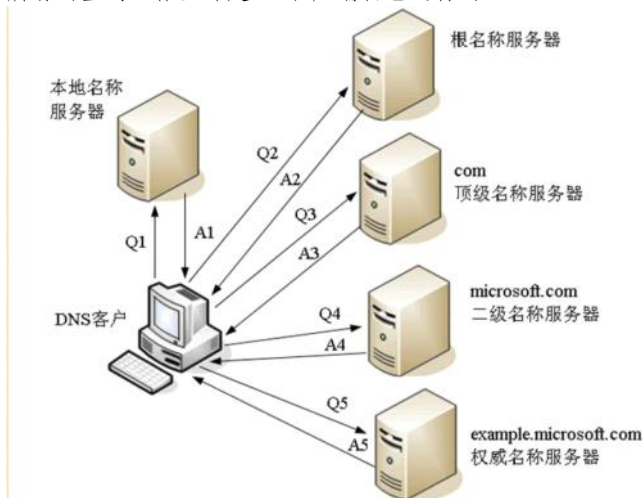 根名称服务器
本地名称
服务器
Q2
A2
com
顶级名称服务器
Q3
A3
Q1
A1
microsoft.com
二级名称服务器
DNS客户
Q4
A4
Q5
A5
example.microsoft.com
权威名称服务器